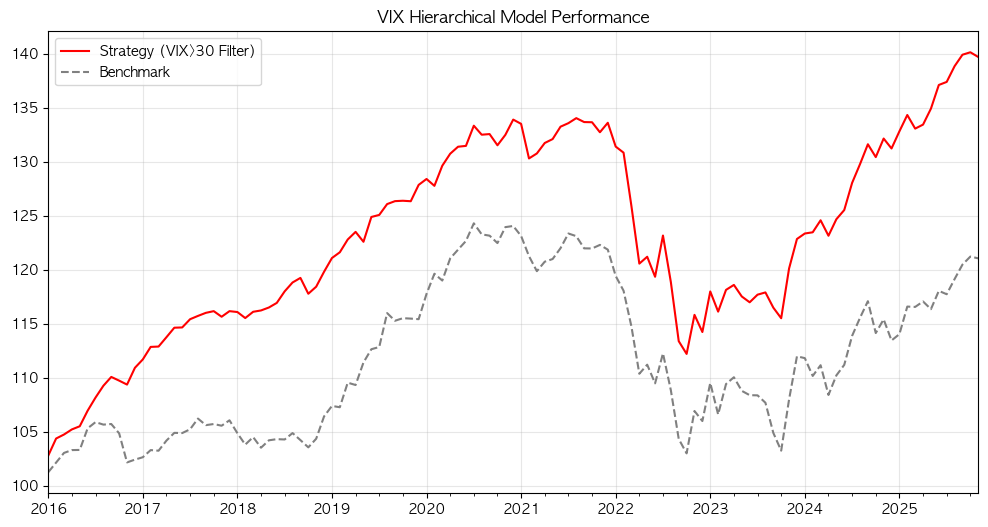 VIX Hierarchical Model Performance
Strategy (VIX>30 Filter)
Benchmark
140
135
130
125
120
115
110
105
100
2016 2017 2018 2019 2020 2021 2022 2023 2024 2025